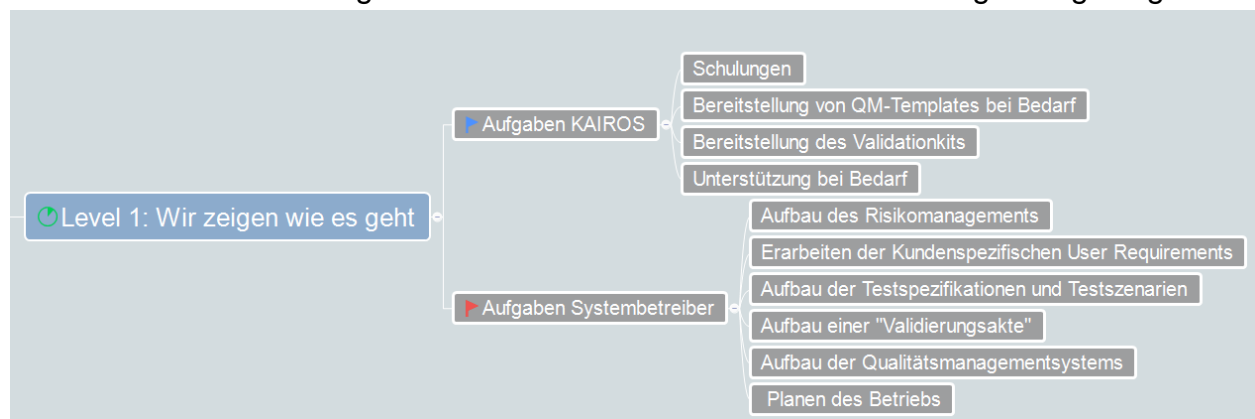 Schulungen
Bereitstellung von QM-Templates bei Bedarf
Aufgaben KAIROS
Bereitstellung des Validationkits
Unterstützung bei Bedarf
Level 1: Wir zeigen wie es geht
Aufbau des Risikomanagements
Erarbeiten der Kundenspezifischen User Requirements
Aufbau der Testspezifikationen und Testszenarien
Aufgaben Systembetreiber
Aufbau einer "Validierungsakte"
Aufbau der Qualitätsmanagementsystems
Planen des Betriebs